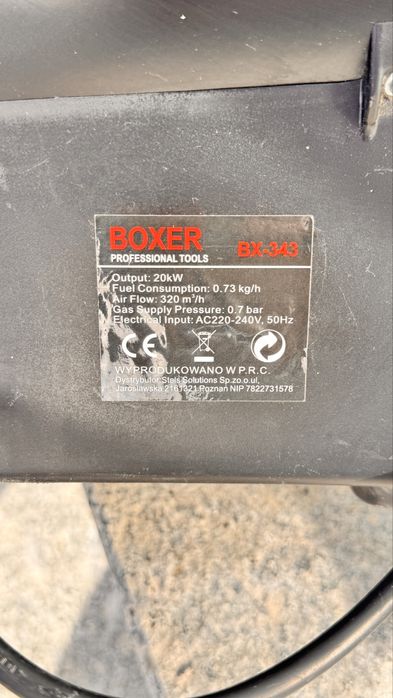 BOXER
PROFESSIONAL TOOLS
BX-343
Output: 20kW
Fuel Consumption: 0.73 kg/h
Air Flow: 320 m³/h
Gas Supply Pressure: 0.7 bar
Electrical Input: AC220-240V, 50Hz
CE
WYPRODUKOWANO W P.R.C.
Dystrybutor Stels Solutions Sp.zo.o.ul,
Jarosławska 2161321 Poznań NIP 7822731578